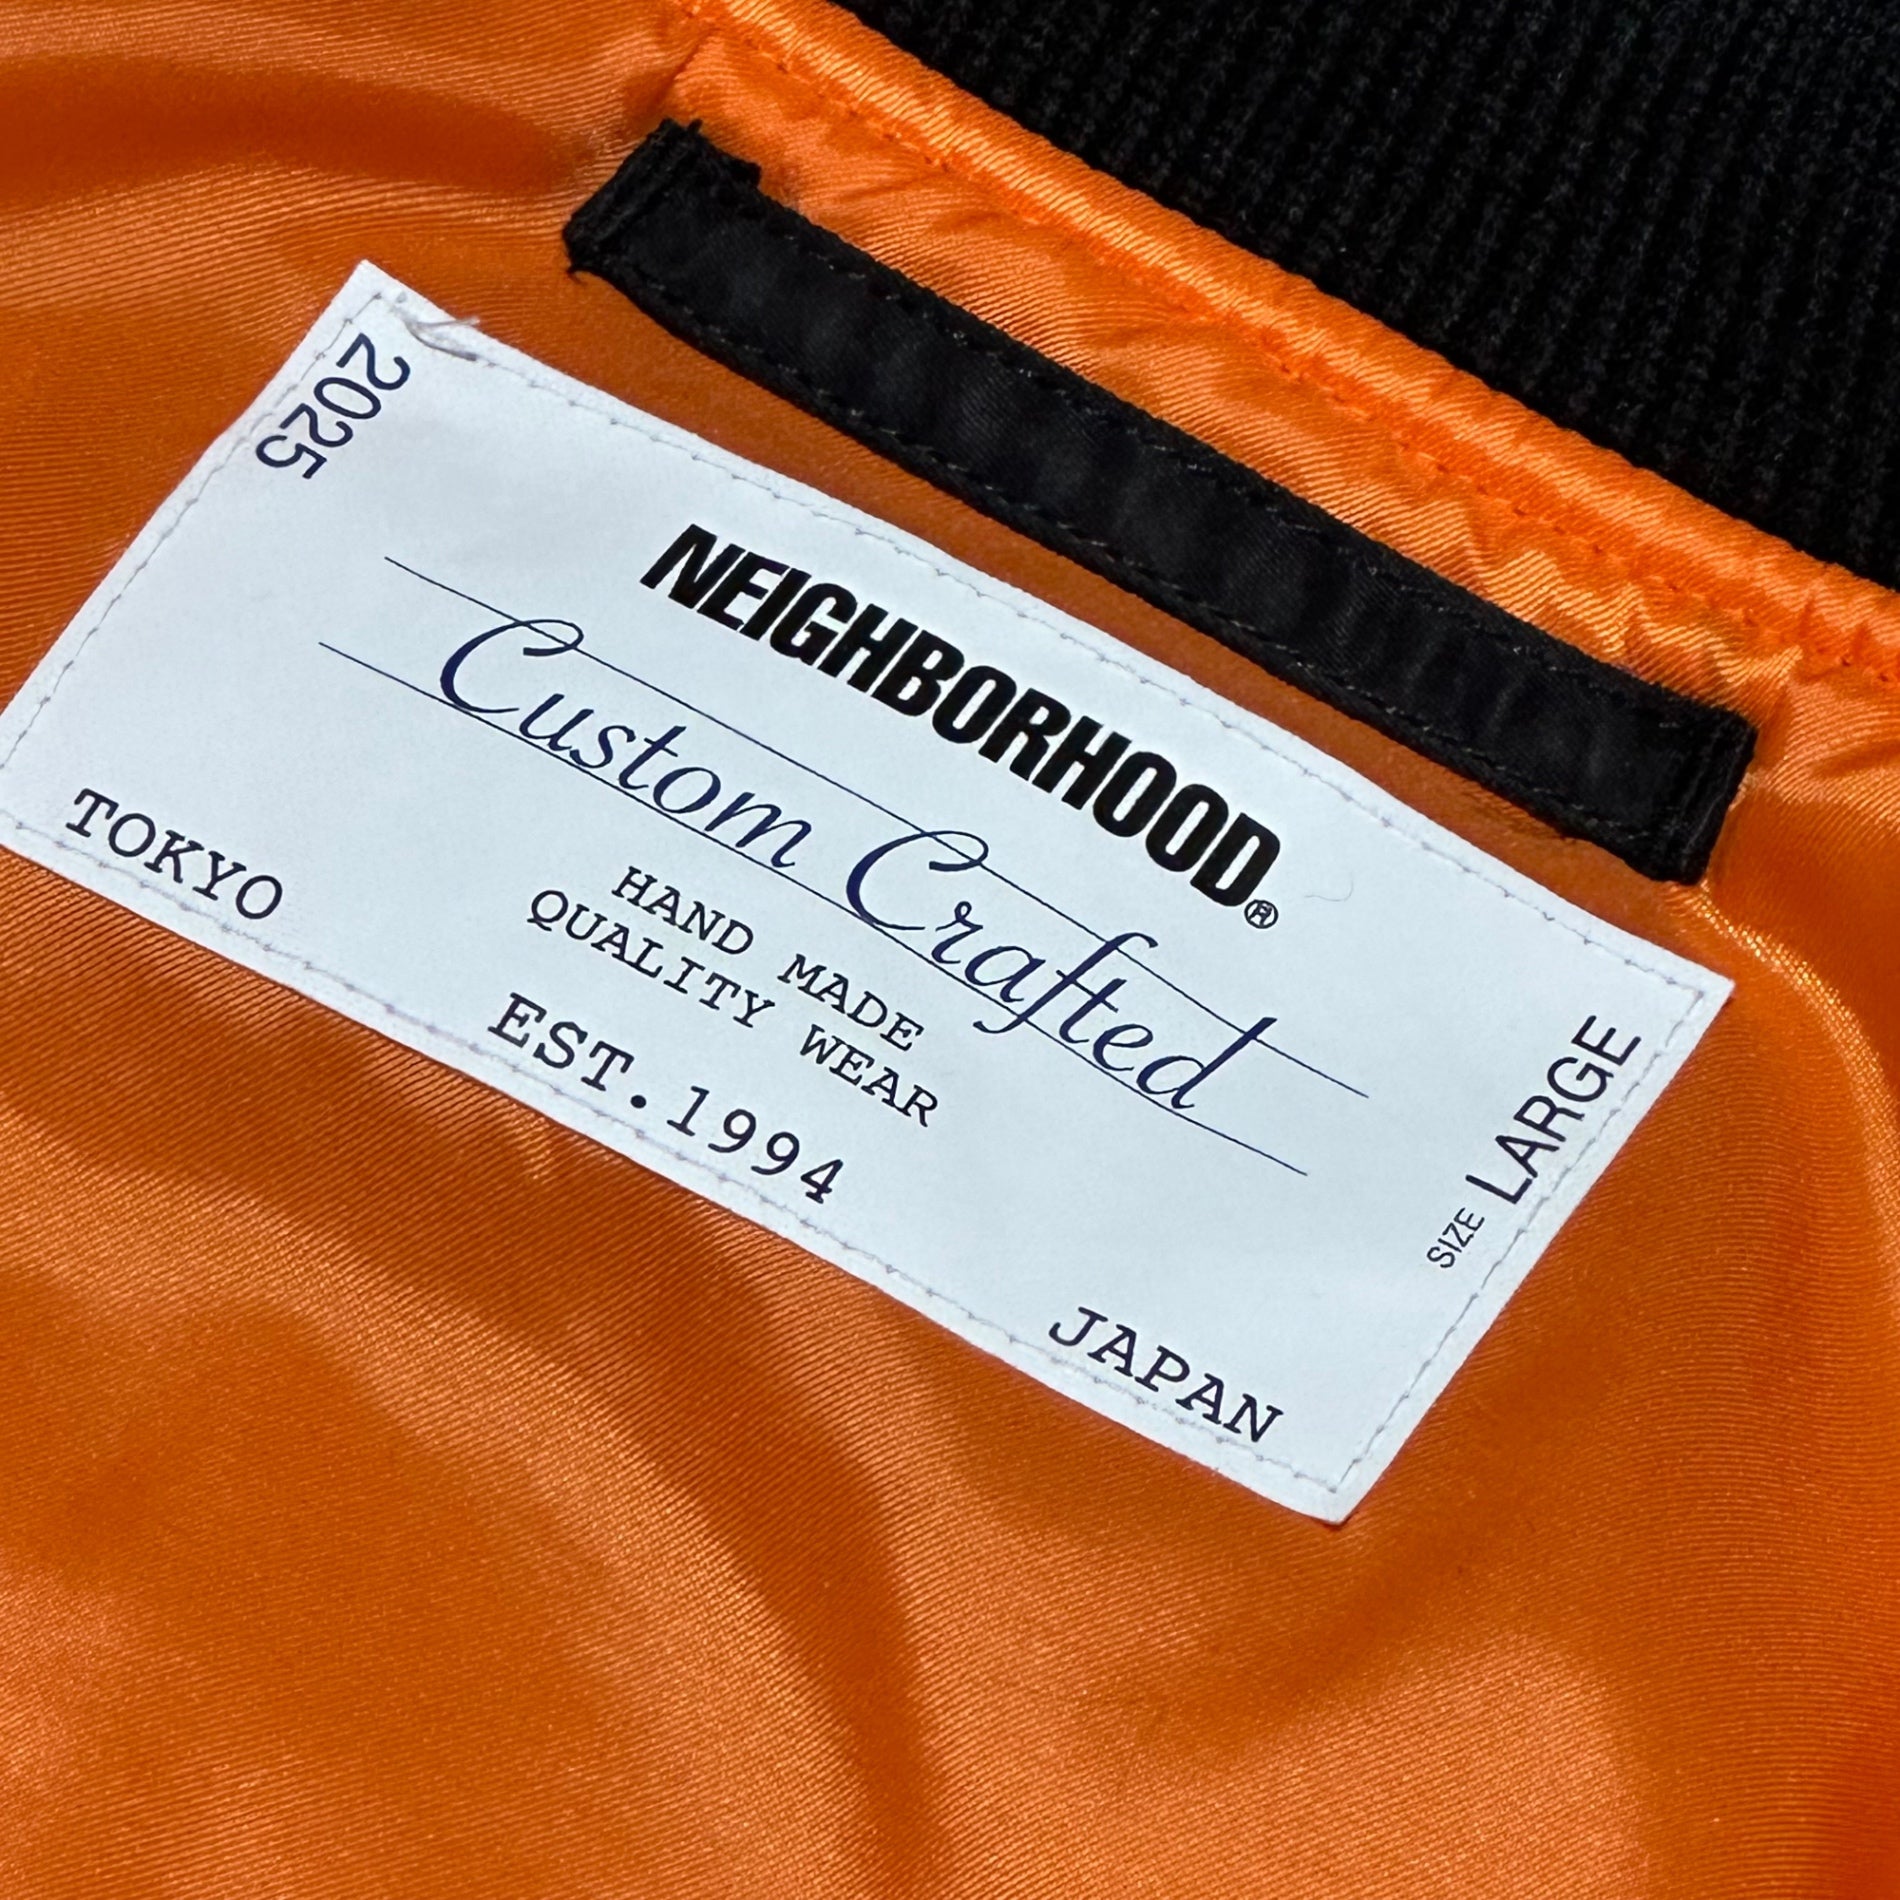 2025
NEIGHBORHOOD®
Custom Crafted
HAND MADE
QUALITY WEAR
EST.1994
TOKYO
JAPAN
SIZE LARGE